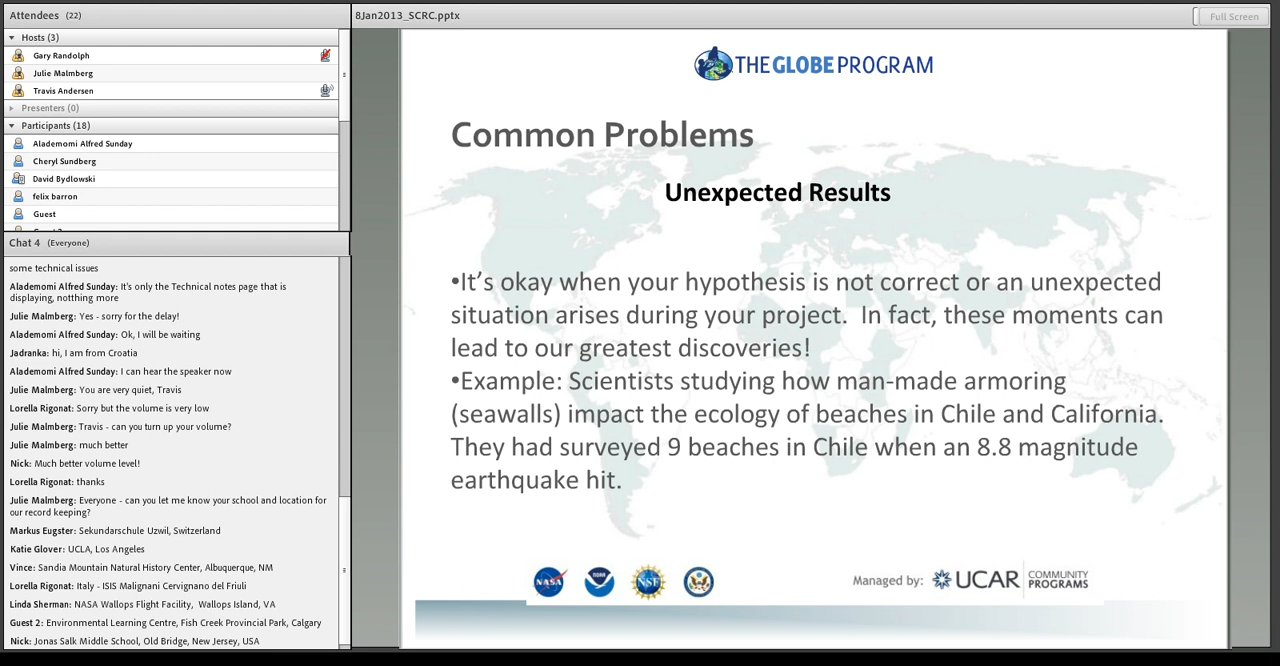 Attendees (22)
Hosts (3)
Gary Randolph
Julie Malmberg
Travis Andersen
Presenters (0)
Participants (18)
Alademomi Alfred Sunday
Cheryl Sundberg
David Bydlowski
felix barron
Guest
Chat 4 (Everyone)
some technical issues
Alademomi Alfred Sunday: It's only the Technical notes page that is
displaying, notthing more
Julie Malmberg: Yes - sorry for the delay!
Alademomi Alfred Sunday: Ok, I will be waiting
Jadranka: hi, I am from Croatia
Alademomi Alfred Sunday: I can hear the speaker now
Julie Malmberg: You are very quiet, Travis
Lorella Rigonat: Sorry but the volume is very low
Julie Malmberg: Travis - can you turn up your volume?
Julie Malmberg: much better
Nick: Much better volume level!
Lorella Rigonat: thanks
Julie Malmberg: Everyone - can you let me know your school and location for
our record keeping?
Markus Eugster: Sekundarschule Uzwil, Switzerland
Katie Glover: UCLA, Los Angeles
Vince: Sandia Mountain Natural History Center, Albuquerque, NM
Lorella Rigonat: Italy - ISIS Malignani Cervignano del Friuli
Linda Sherman: NASA Wallops Flight Facility, Wallops Island, VA
Guest 2: Environmental Learning Centre, Fish Creek Provincial Park, Calgary
Nick: Jonas Salk Middle School, Old Bridge, New Jersey, USA
8Jan2013_SCRC.pptx
Full Screen
THE GLOBE PROGRAM
Common Problems
Unexpected Results
•It's okay when your hypothesis is not correct or an unexpected
situation arises during your project. In fact, these moments can
lead to our greatest discoveries!
•Example: Scientists studying how man-made armoring
(seawalls) impact the ecology of beaches in Chile and California.
They had surveyed 9 beaches in Chile when an 8.8 magnitude
earthquake hit.
NASA
NOAA
NSF
Managed by: UCAR COMMUNITY
PROGRAMS